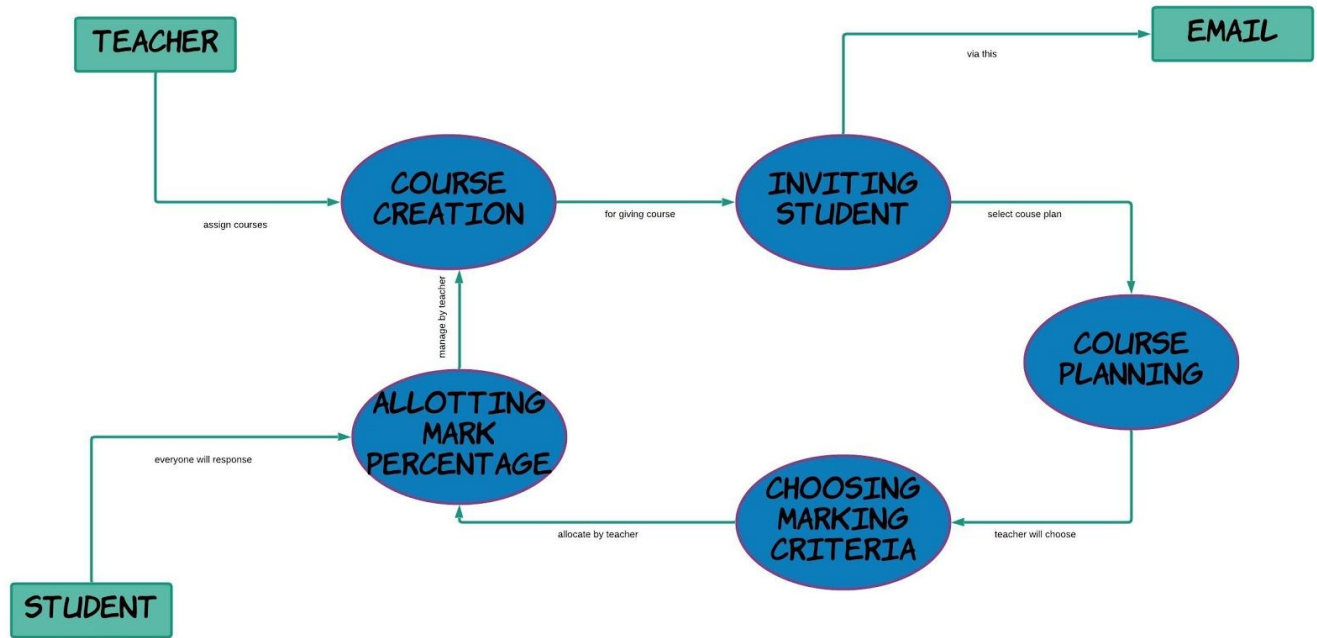 TEACHER
EMAIL
via this
COURSE
CREATION
INVITING
STUDENT
assign courses
for giving course
select couse plan
manage by teacher
COURSE
PLANNING
ALLOTTING
MARK
PERCENTAGE
everyone will response
CHOOSING
MARKING
CRITERIA
allocate by teacher
teacher will choose
STUDENT